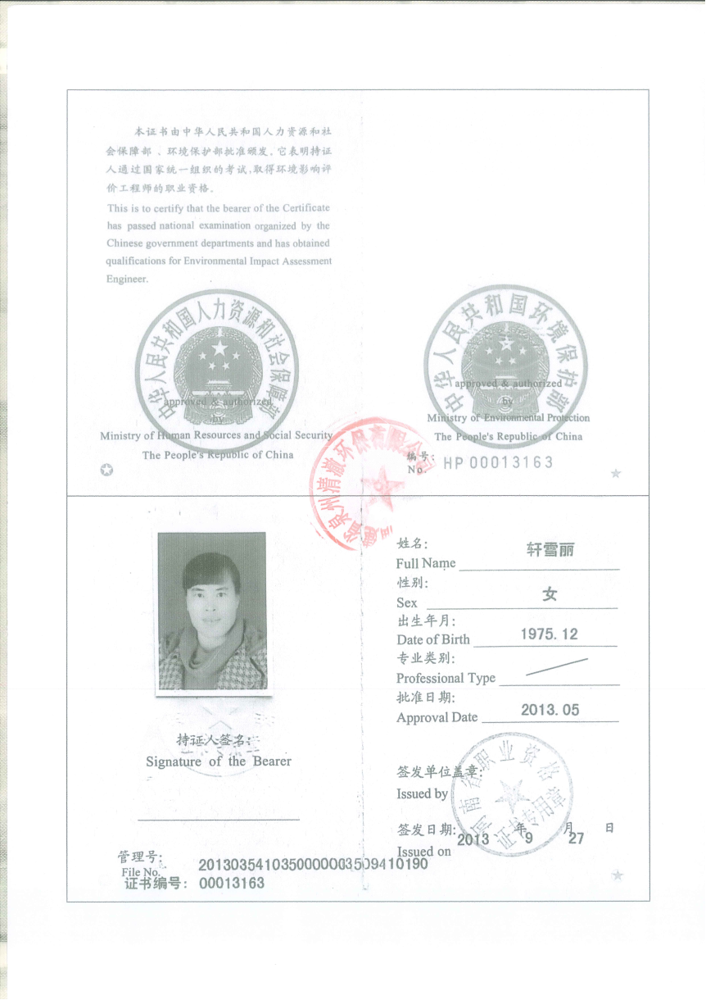 本证书由中华人民共和国人力资源和社
会保障部、环境保护部批准颁发。它表明持证
人通过国家统一组织的考试,取得环境影响评
价工程师的职业资格。
This is to certify that the bearer of the Certificate
has passed national examination organized by the
Chinese government departments and has obtained
qualifications for Environmental Impact Assessment
Engineer.
中华人民共和国人力资源和社会保障部
approved & authorized
by
Ministry of Human Resources and Social Security
The People's Republic of China
中华人民共和国环境保护部
approved & authorized
by
Ministry of Environmental Protection
The People's Republic of China
编号:
No.
HP 00013163
省泉州清澈环保有限公司
姓名:
Full Name
轩雪丽
性别:
Sex
女
出生年月:
Date of Birth
1975.12
专业类别:
Professional Type
批准日期:
Approval Date
2013.05
持证人签名:
Signature of the Bearer
签发单位盖章:
Issued by
河南省职业资格
证书专用章
签发日期:
Issued on
2013 年 9 月 27 日
管理号:
File No.
2013035410350000003509410190
证书编号: 00013163